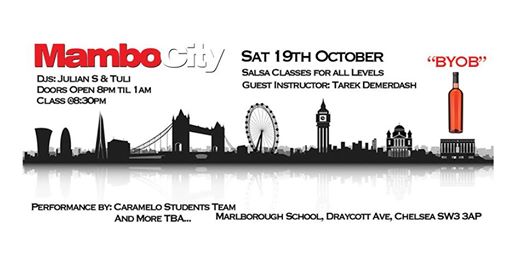 MamboCity
DJs: Julian S & Tuli
Doors Open 8pm til 1am
Class @8:30pm
Sat 19th October
Salsa Classes for all Levels
Guest Instructor: Tarek Demerdash
"BYOB"
Performance by: Caramelo Students Team
And More TBA...
Marlborough School, Draycott Ave, Chelsea SW3 3AP